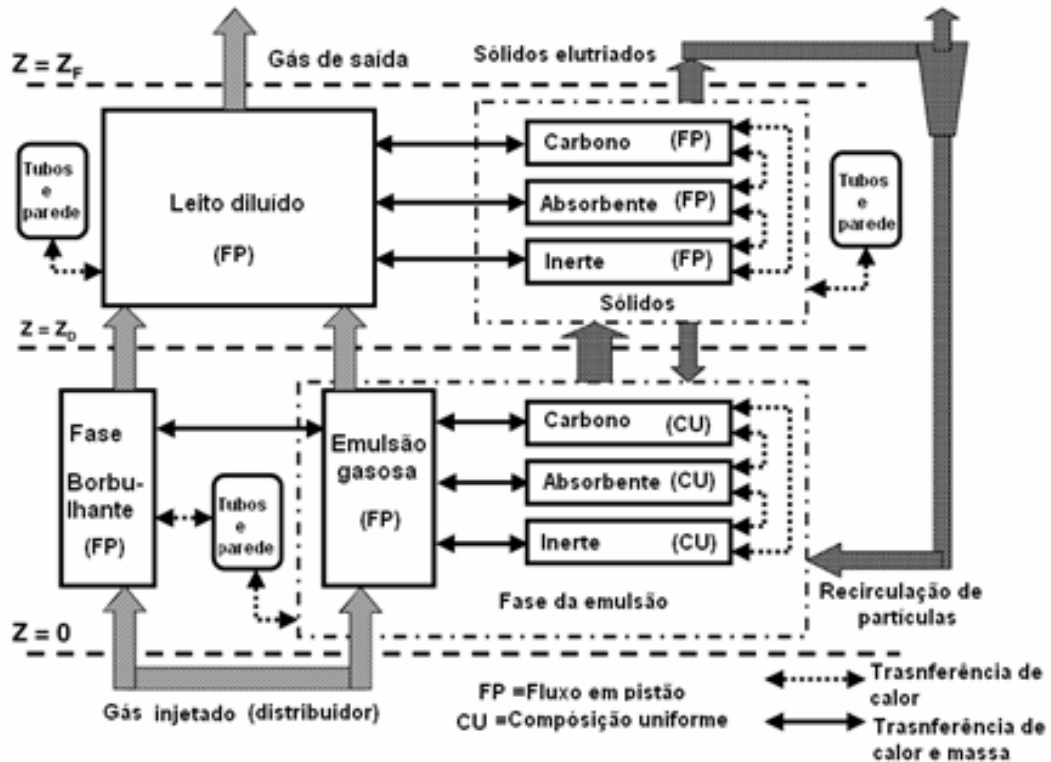 Z = Z_F
Gás de saída
Sólidos elutriados
Tubos
e
parede
Leito diluído
(FP)
Carbono (FP)
Absorbente (FP)
Inerte (FP)
Sólidos
Tubos
e
parede
Z = Z_D
Fase
Borbu-
lhante
(FP)
Tubos
e
parede
Emulsão
gasosa
(FP)
Carbono (CU)
Absorbente (CU)
Inerte (CU)
Fase da emulsão
Recirculação de
partículas
Z = 0
Gás injetado (distribuidor)
FP =Fluxo em pistão
CU =Compósição uniforme
Trasnferência de
calor
Trasnferência de
calor e massa